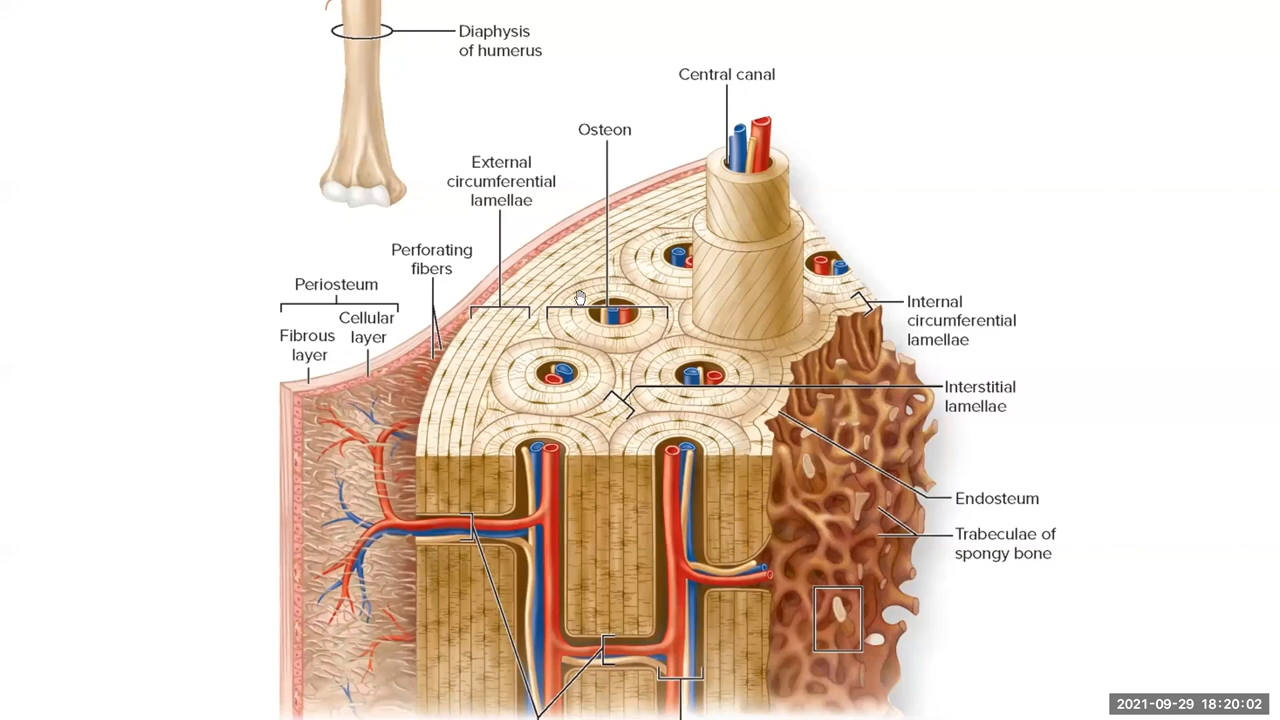 Diaphysis
of humerus
Central canal
Osteon
External
circumferential
lamellae
Perforating
fibers
Periosteum
Cellular
layer
Fibrous
layer
Internal
circumferential
lamellae
Interstitial
lamellae
Endosteum
Trabeculae of
spongy bone
2021-09-29 18:20:02